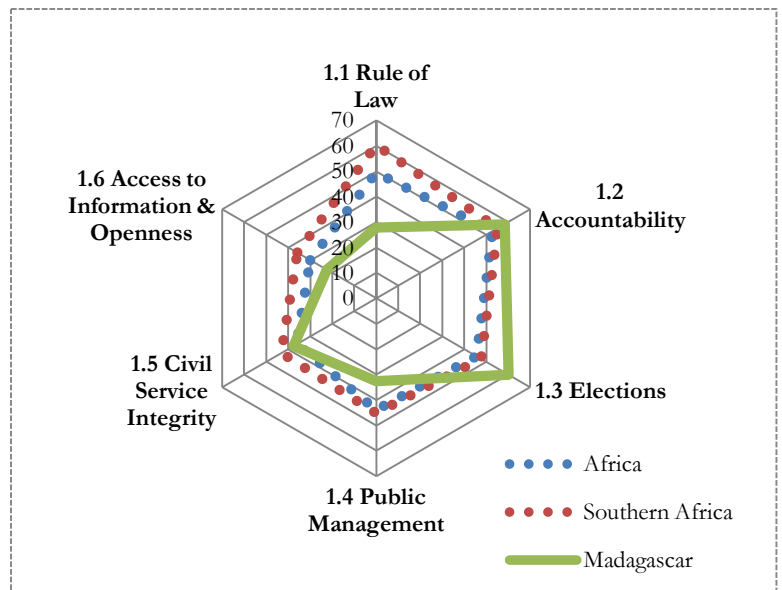 1.1 Rule of
Law
70
60
50
40
30
20
10
0
1.2
Accountability
1.3 Elections
1.4 Public
Management
1.5 Civil
Service
Integrity
1.6 Access to
Information &
Openness
Africa
Southern Africa
Madagascar